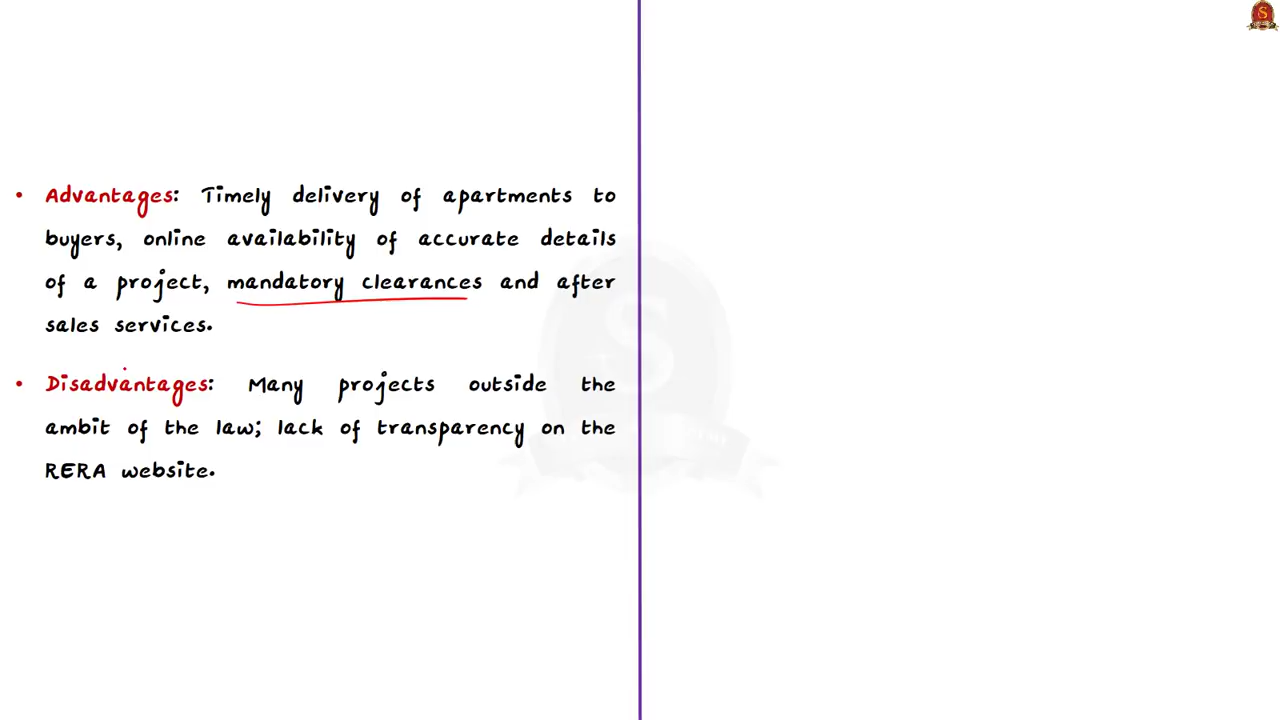 • Advantages: Timely delivery of apartments to
buyers, online availability of accurate details
of a project, mandatory clearances and after
sales services.
• Disadvantages: Many projects outside the
ambit of the law; lack of transparency on the
RERA website.
S
S